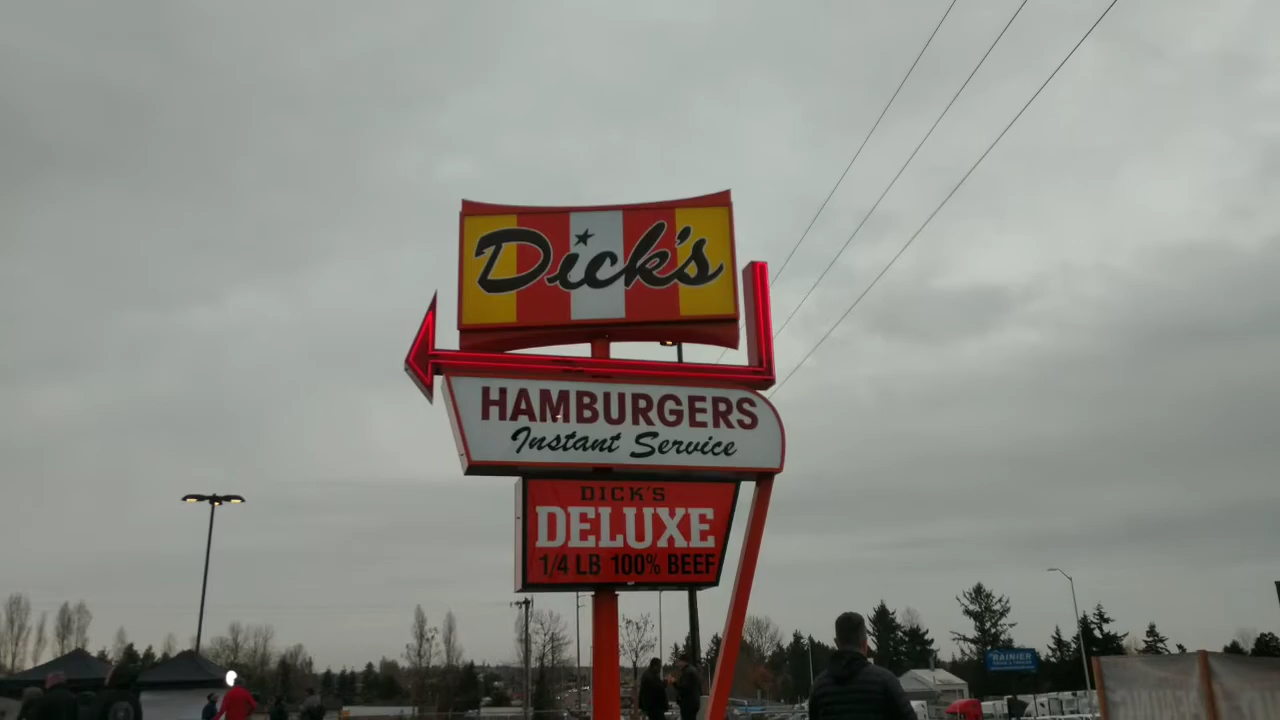 Dick's
HAMBURGERS
Instant Service
DICK'S
DELUXE
1/4 LB 100% BEEF
RAINIER